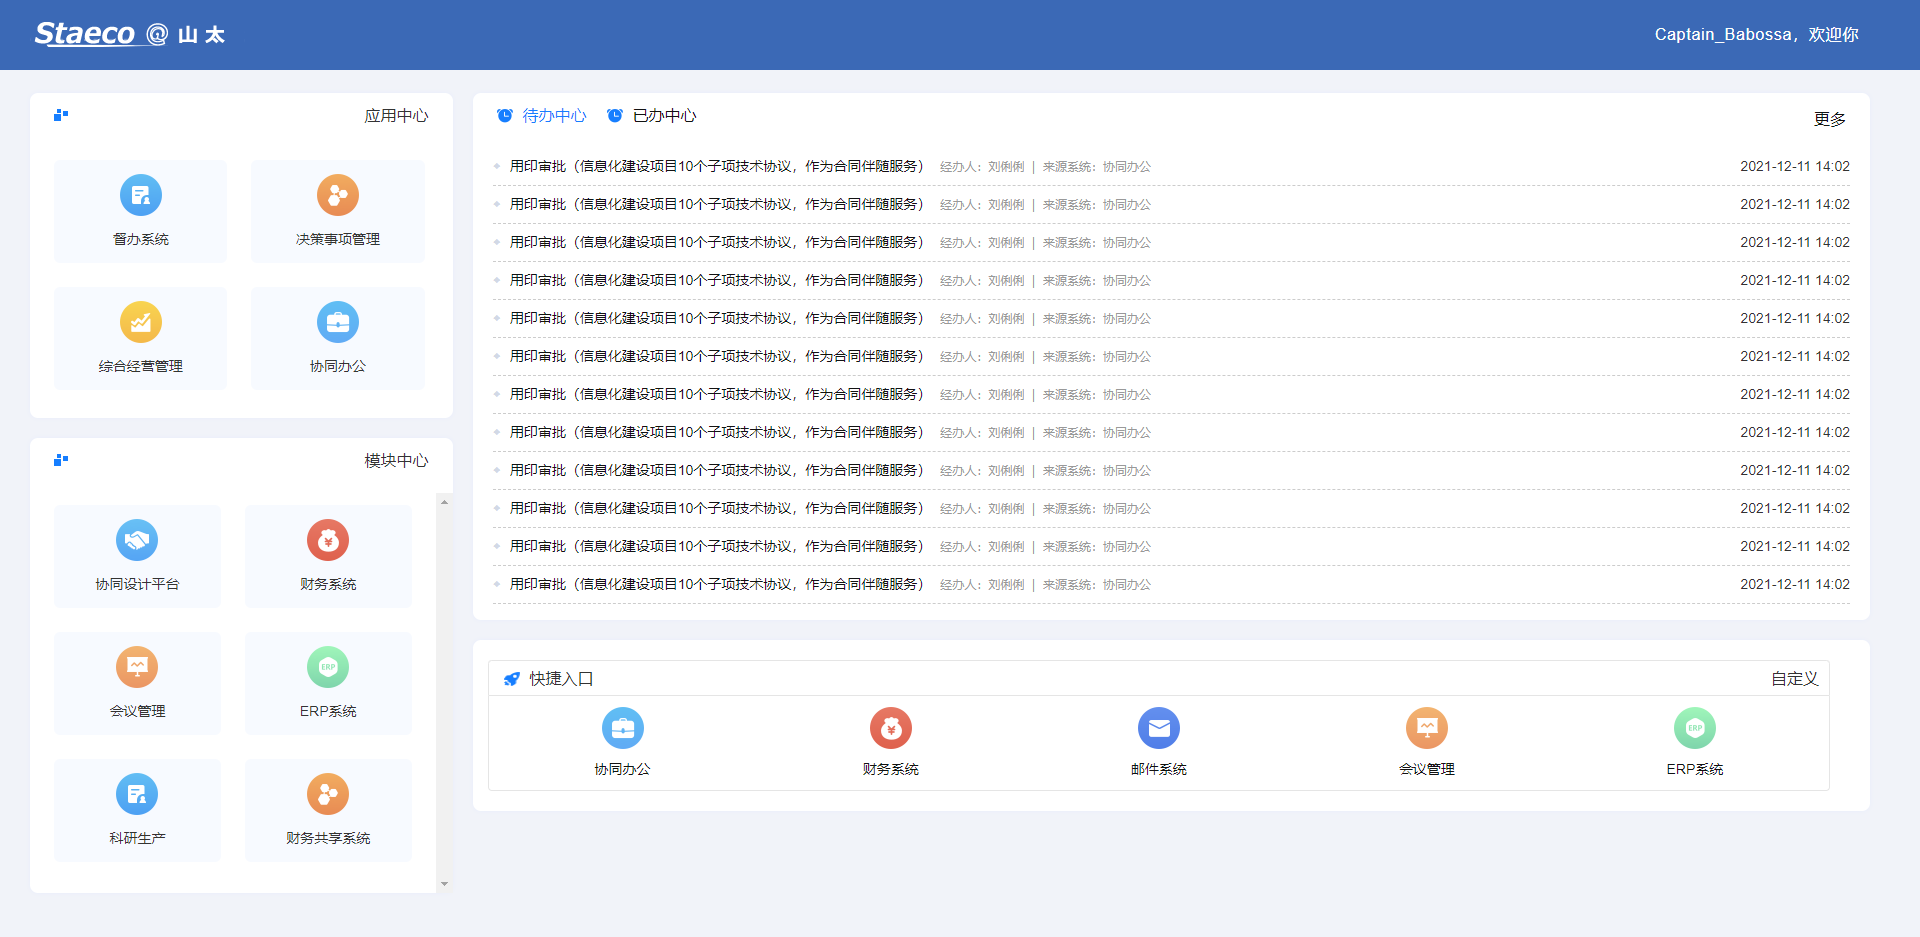 Staeco @ 山太
Captain_Babossa，欢迎你
应用中心
督办系统 决策事项管理
综合经营管理 协同办公
模块中心
协同设计平台 财务系统
会议管理 ERP ERP系统
科研生产 财务共享系统
待办中心 已办中心 更多
用印审批（信息化建设项目10个子项技术协议，作为合同伴随服务） 经办人：刘俐俐 | 来源系统：协同办公 2021-12-11 14:02
用印审批（信息化建设项目10个子项技术协议，作为合同伴随服务） 经办人：刘俐俐 | 来源系统：协同办公 2021-12-11 14:02
用印审批（信息化建设项目10个子项技术协议，作为合同伴随服务） 经办人：刘俐俐 | 来源系统：协同办公 2021-12-11 14:02
用印审批（信息化建设项目10个子项技术协议，作为合同伴随服务） 经办人：刘俐俐 | 来源系统：协同办公 2021-12-11 14:02
用印审批（信息化建设项目10个子项技术协议，作为合同伴随服务） 经办人：刘俐俐 | 来源系统：协同办公 2021-12-11 14:02
用印审批（信息化建设项目10个子项技术协议，作为合同伴随服务） 经办人：刘俐俐 | 来源系统：协同办公 2021-12-11 14:02
用印审批（信息化建设项目10个子项技术协议，作为合同伴随服务） 经办人：刘俐俐 | 来源系统：协同办公 2021-12-11 14:02
用印审批（信息化建设项目10个子项技术协议，作为合同伴随服务） 经办人：刘俐俐 | 来源系统：协同办公 2021-12-11 14:02
用印审批（信息化建设项目10个子项技术协议，作为合同伴随服务） 经办人：刘俐俐 | 来源系统：协同办公 2021-12-11 14:02
用印审批（信息化建设项目10个子项技术协议，作为合同伴随服务） 经办人：刘俐俐 | 来源系统：协同办公 2021-12-11 14:02
用印审批（信息化建设项目10个子项技术协议，作为合同伴随服务） 经办人：刘俐俐 | 来源系统：协同办公 2021-12-11 14:02
用印审批（信息化建设项目10个子项技术协议，作为合同伴随服务） 经办人：刘俐俐 | 来源系统：协同办公 2021-12-11 14:02
快捷入口 自定义
ERP
协同办公 财务系统 邮件系统 会议管理 ERP系统